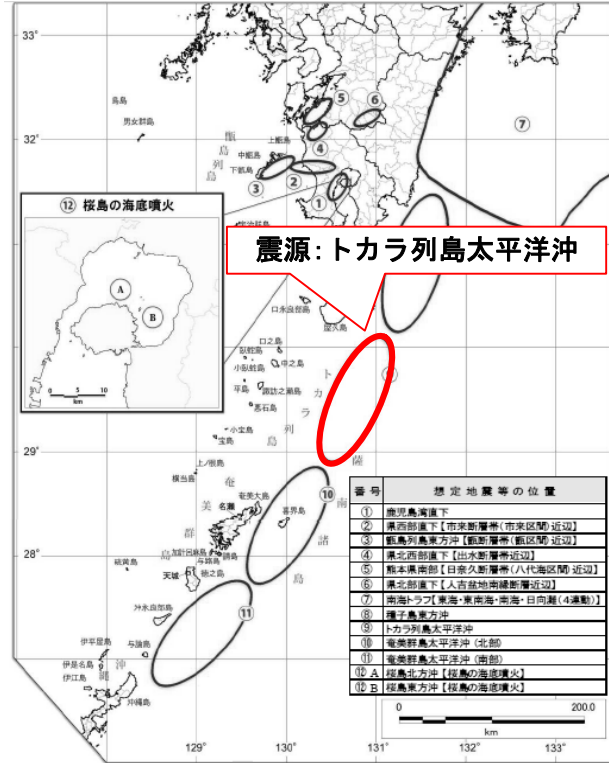 33°
32°
29°
28°
129°
130°
131°
132°
133°
鳥島
男女群島
甑島列島
上甑島
中甑島
下甑島
①
②
③
④
⑤
⑥
⑦
⑫ 桜島の海底噴火
A
B
0 5 10
km
震源：トカラ列島太平洋沖
口永良部島
屋久島
口之島
臥蛇島
小臥蛇島
中之島
平島
諏訪之瀬島
悪石島
トカラ列島
小宝島
宝島
上ノ根島
横当島
薩南諸島
奄美群島
奄美大島
名瀬
喜界島
⑩
加計呂麻島
与路島
請島
硫黄島
天城
徳之島
⑪
沖永良部島
与論島
伊平屋島
伊是名島
伊江島
沖縄
沖縄島
番号 想定地震等の位置
① 鹿児島湾直下
② 県西部直下【市来断層帯(市来区間)近辺】
③ 甑島列島東方沖【甑断層帯(甑区間)近辺】
④ 県北西部直下【出水断層帯近辺】
⑤ 熊本県南部【日奈久断層帯(八代海区間)近辺】
⑥ 県北部直下【人吉盆地南縁断層近辺】
⑦ 南海トラフ【東海・東南海・南海・日向灘(4連動)】
⑧ 種子島東方沖
⑨ トカラ列島太平洋沖
⑩ 奄美群島太平洋沖(北部)
⑪ 奄美群島太平洋沖(南部)
⑫A 桜島北方沖【桜島の海底噴火】
⑫B 桜島東方沖【桜島の海底噴火】
0 200.0
km